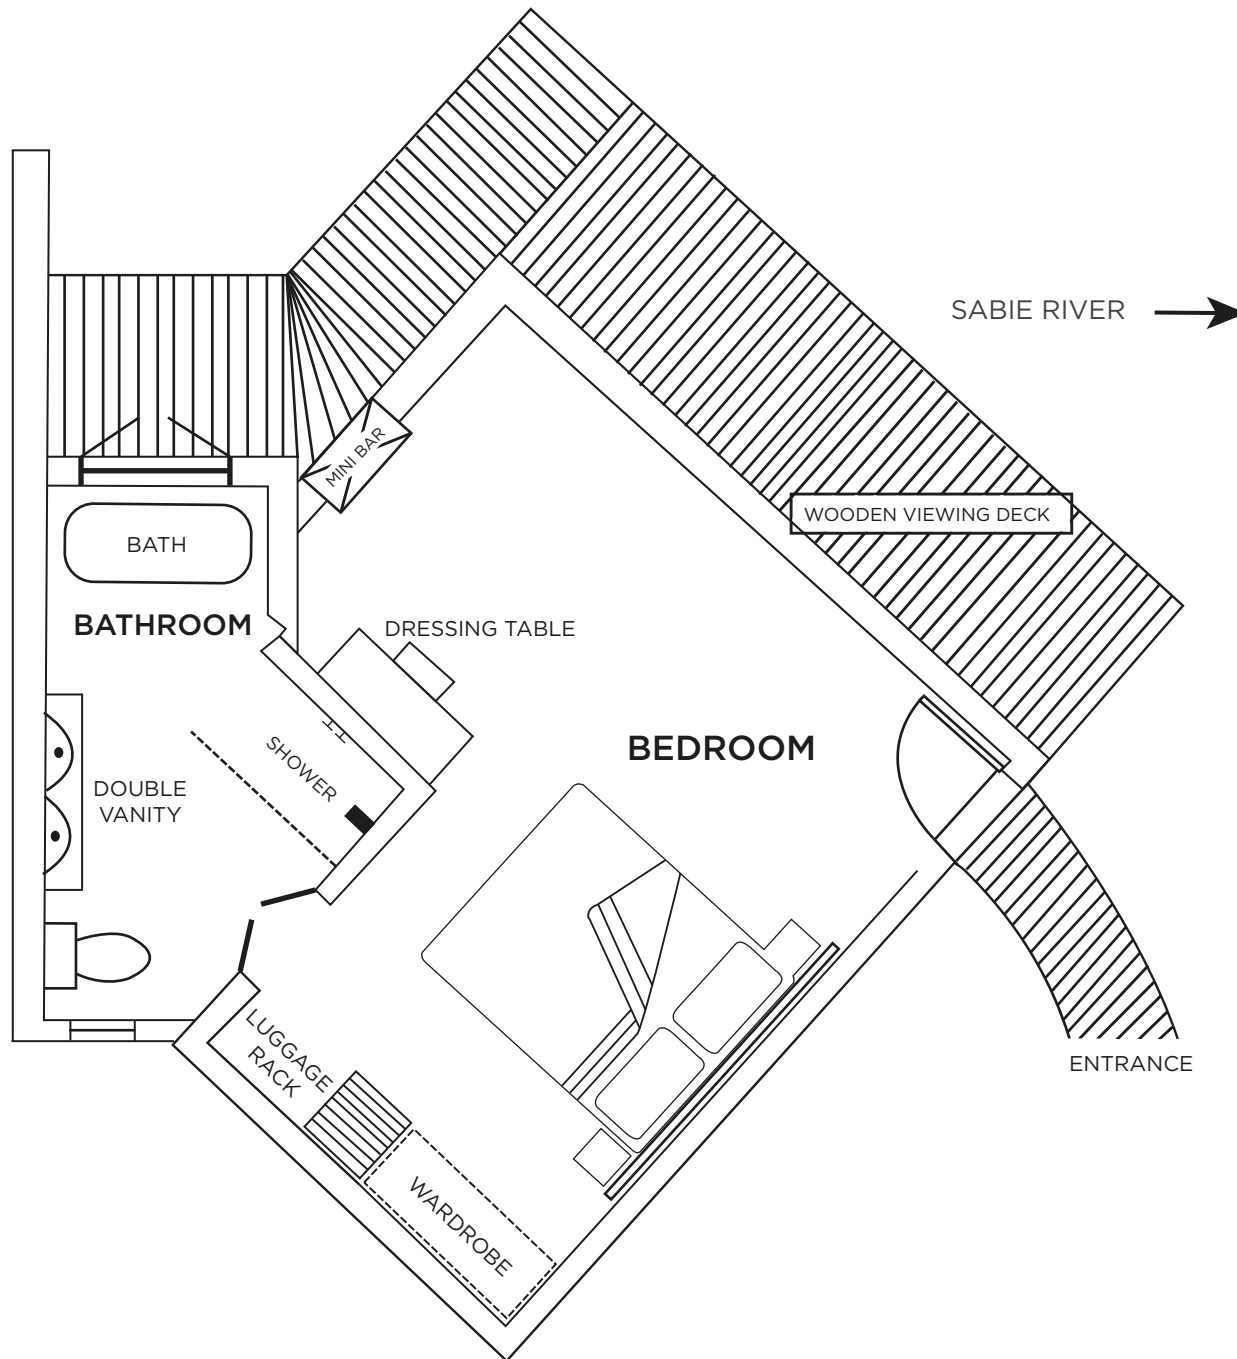 SABIE RIVER
MINI BAR
WOODEN VIEWING DECK
BATH
BATHROOM
DRESSING TABLE
SHOWER
BEDROOM
DOUBLE
VANITY
LUGGAGE
RACK
ENTRANCE
WARDROBE